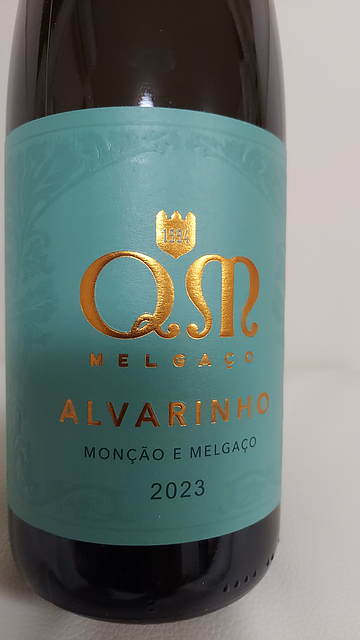 QM
MELGAÇO
ALVARINHO
MONÇÃO E MELGAÇO
2023